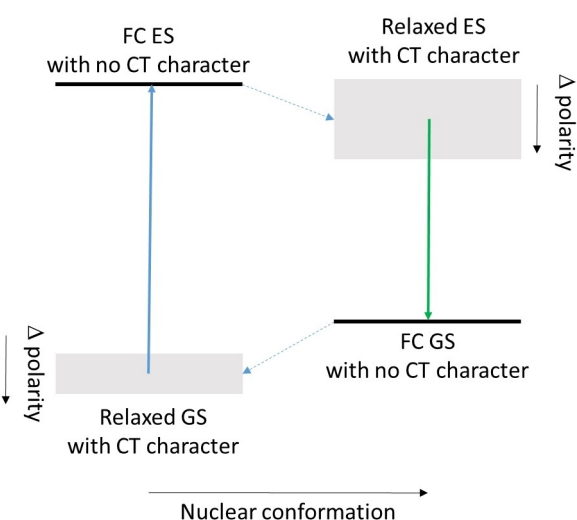 FC ES
with no CT character
Relaxed ES
with CT character
Δ polarity
Δ polarity
FC GS
with no CT character
Relaxed GS
with CT character
Nuclear conformation